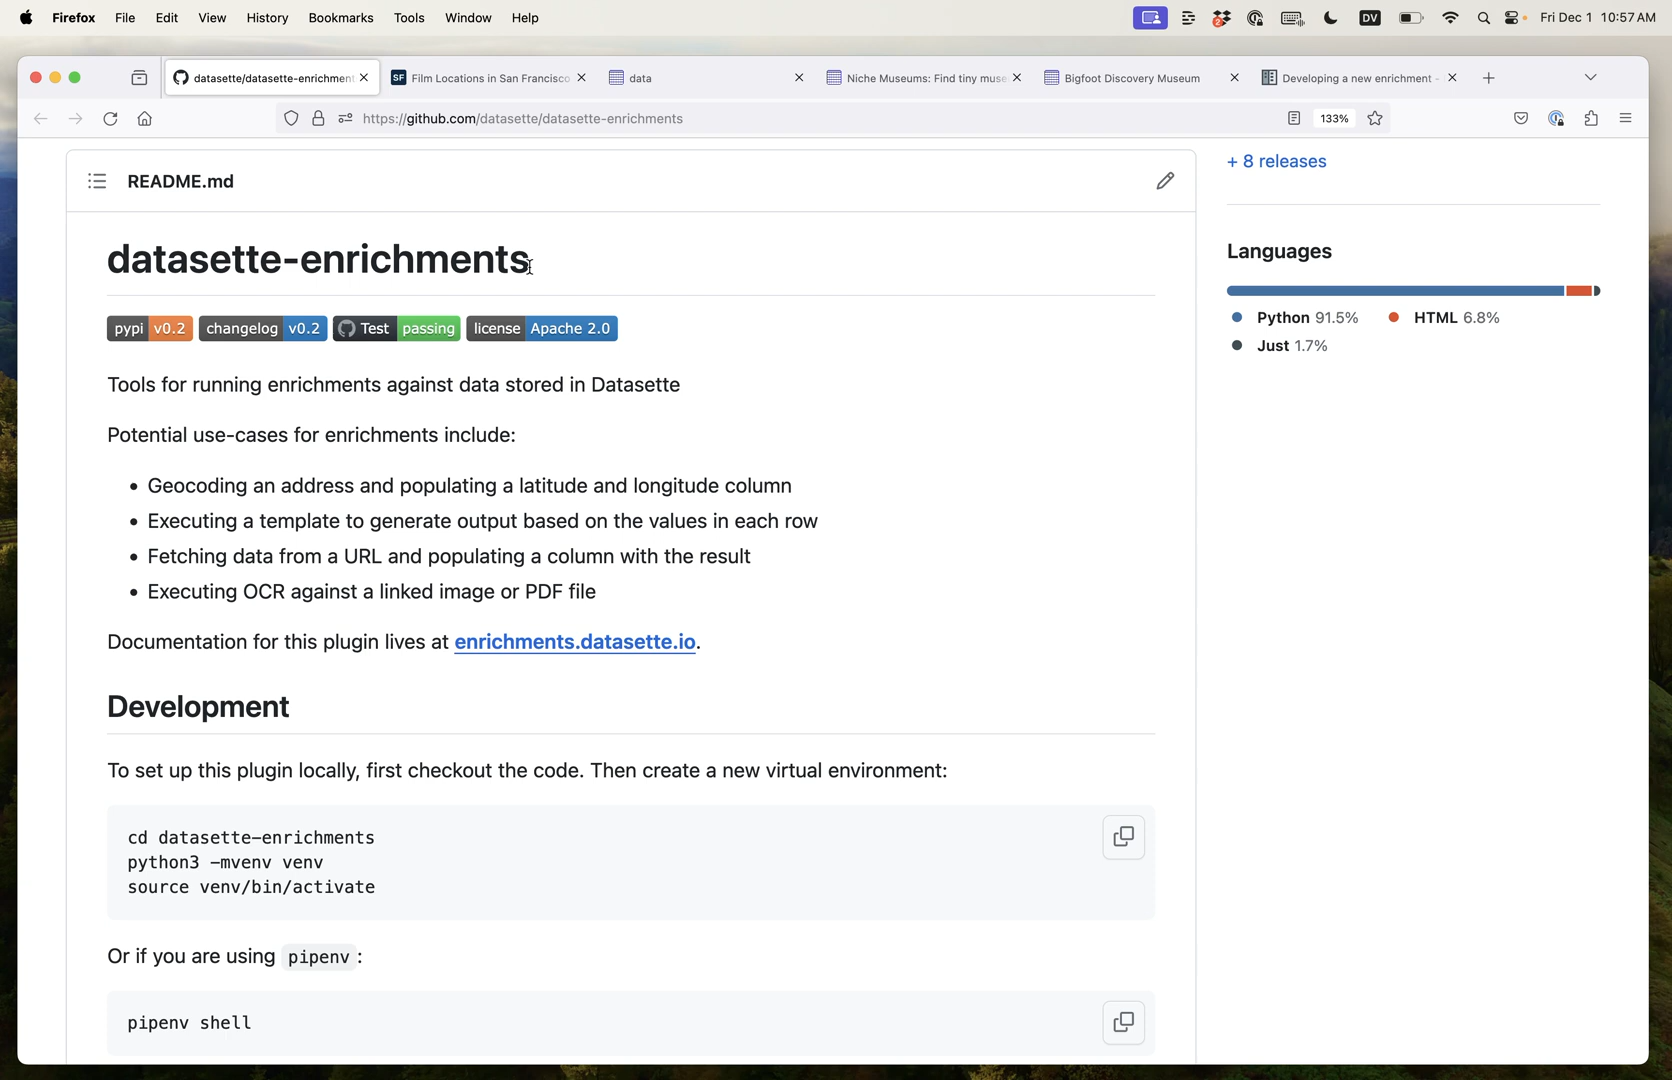 Firefox File Edit View History Bookmarks Tools Window Help
DV
Fri Dec 1 10:57 AM
datasette/datasette-enrichment
SF Film Locations in San Francisco
data
Niche Museums: Find tiny muse
Bigfoot Discovery Museum
Developing a new enrichment -
https://github.com/datasette/datasette-enrichments
133%
README.md
+ 8 releases
datasette-enrichments
pypi v0.2 changelog v0.2 Test passing license Apache 2.0
Languages
Python 91.5% HTML 6.8%
Just 1.7%
Tools for running enrichments against data stored in Datasette
Potential use-cases for enrichments include:
• Geocoding an address and populating a latitude and longitude column
• Executing a template to generate output based on the values in each row
• Fetching data from a URL and populating a column with the result
• Executing OCR against a linked image or PDF file
Documentation for this plugin lives at enrichments.datasette.io.
Development
To set up this plugin locally, first checkout the code. Then create a new virtual environment:
cd datasette-enrichments
python3 -mvenv venv
source venv/bin/activate
Or if you are using pipenv:
pipenv shell